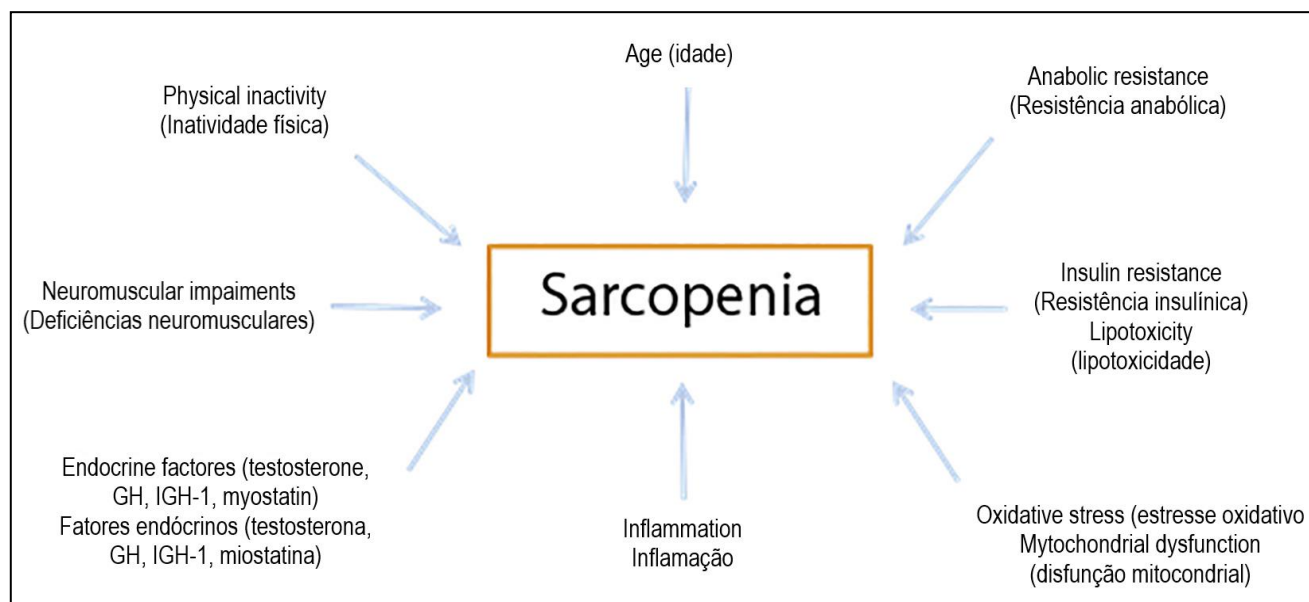 Age (idade)
Physical inactivity
(Inatividade física)
Anabolic resistance
(Resistência anabólica)
Sarcopenia
Neuromuscular impaiments
(Deficiências neuromusculares)
Insulin resistance
(Resistência insulínica)
Lipotoxicity
(lipotoxicidade)
Endocrine factores (testosterone,
GH, IGH-1, myostatin)
Fatores endócrinos (testosterona,
GH, IGH-1, miostatina)
Inflammation
Inflamação
Oxidative stress (estresse oxidativo
Mytochondrial dysfunction
(disfunção mitocondrial)